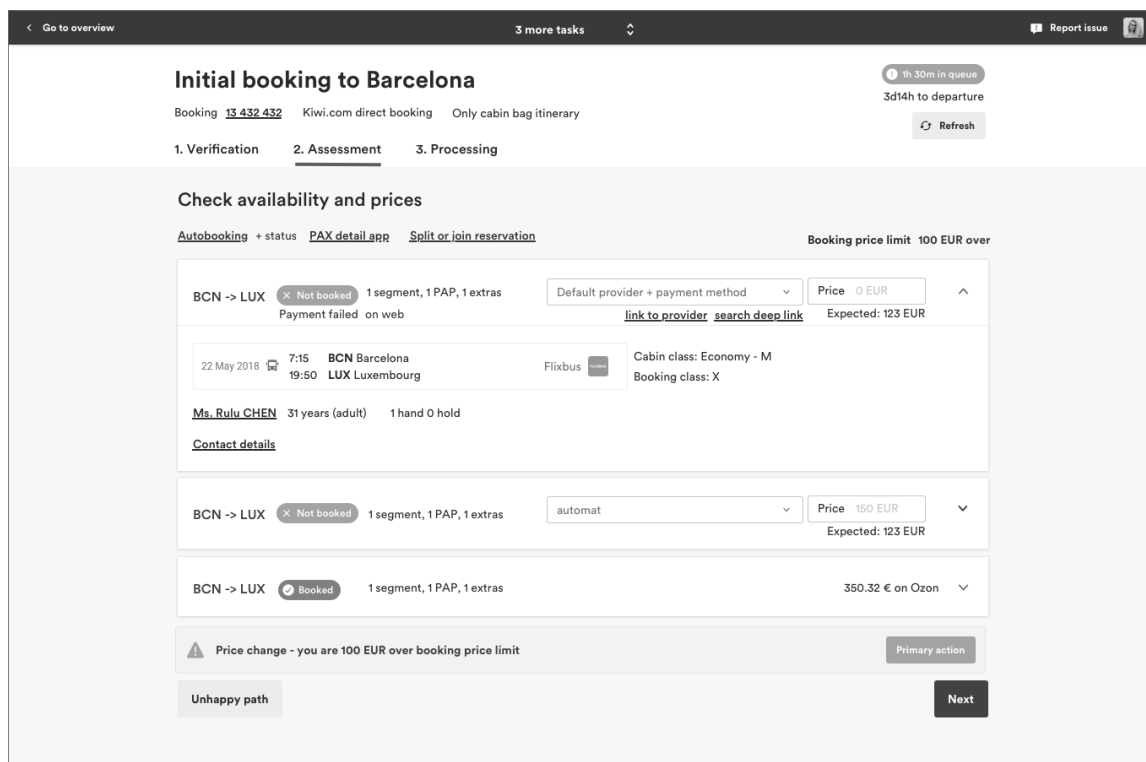 Go to overview
3 more tasks
Report issue
Initial booking to Barcelona
1h 30m in queue
3d14h to departure
Booking 13 432 432 Kiwi.com direct booking Only cabin bag itinerary
Refresh
1. Verification 2. Assessment 3. Processing
Check availability and prices
Autobooking + status PAX detail app Split or join reservation
Booking price limit 100 EUR over
BCN -> LUX Not booked 1 segment, 1 PAP, 1 extras Default provider + payment method Price 0 EUR
Payment failed on web link to provider search deep link Expected: 123 EUR
22 May 2018 7:15 BCN Barcelona Flixbus Cabin class: Economy - M
19:50 LUX Luxembourg Booking class: X
Ms. Rulu CHEN 31 years (adult) 1 hand 0 hold
Contact details
BCN -> LUX Not booked 1 segment, 1 PAP, 1 extras automat Price 150 EUR
Expected: 123 EUR
BCN -> LUX Booked 1 segment, 1 PAP, 1 extras 350.32 € on Ozon
Price change - you are 100 EUR over booking price limit Primary action
Unhappy path Next